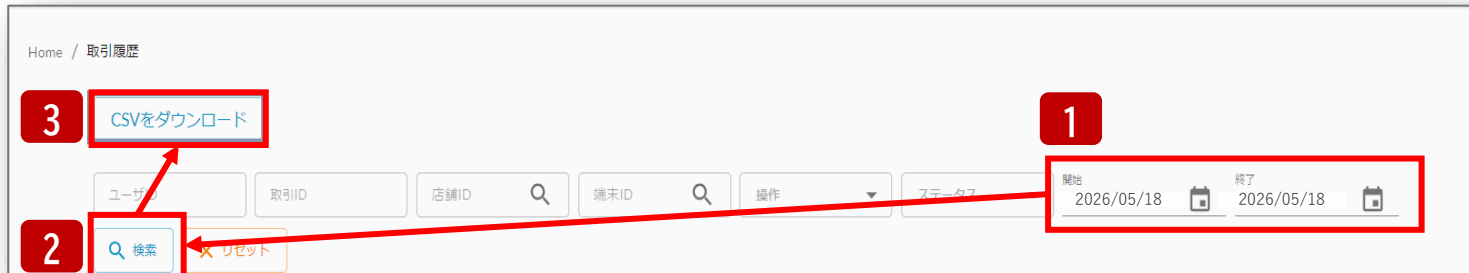 Home / 取引履歴
3 CSVをダウンロード 1
開始 終了
ユーザID 取引ID 店舗ID 端末ID 操作 ステータス 2026/05/18 2026/05/18
2 検索 リセット